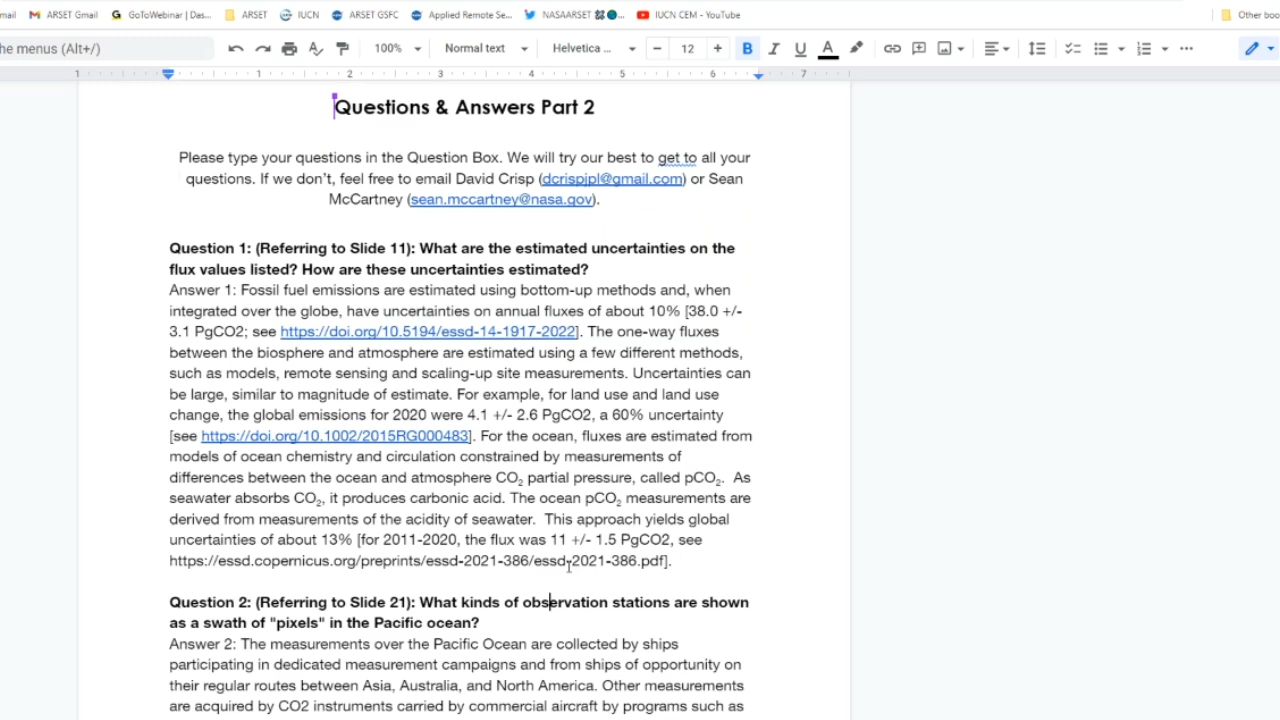 mail ARSET Gmail GoToWebinar | Das... ARSET IUCN ARSET GSFC Applied Remote Se... NASAARSET IUCN CEM - YouTube Other boo
he menus (Alt+/) 100% Normal text Helvetica ... − 12 + B I U A
1 1 2 3 4 5 6 7
Questions & Answers Part 2
Please type your questions in the Question Box. We will try our best to get to all your
questions. If we don't, feel free to email David Crisp (dcrispjpl@gmail.com) or Sean
McCartney (sean.mccartney@nasa.gov).
Question 1: (Referring to Slide 11): What are the estimated uncertainties on the
flux values listed? How are these uncertainties estimated?
Answer 1: Fossil fuel emissions are estimated using bottom-up methods and, when
integrated over the globe, have uncertainties on annual fluxes of about 10% [38.0 +/-
3.1 PgCO2; see https://doi.org/10.5194/essd-14-1917-2022]. The one-way fluxes
between the biosphere and atmosphere are estimated using a few different methods,
such as models, remote sensing and scaling-up site measurements. Uncertainties can
be large, similar to magnitude of estimate. For example, for land use and land use
change, the global emissions for 2020 were 4.1 +/- 2.6 PgCO2, a 60% uncertainty
[see https://doi.org/10.1002/2015RG000483]. For the ocean, fluxes are estimated from
models of ocean chemistry and circulation constrained by measurements of
differences between the ocean and atmosphere CO₂ partial pressure, called pCO₂. As
seawater absorbs CO₂, it produces carbonic acid. The ocean pCO₂ measurements are
derived from measurements of the acidity of seawater. This approach yields global
uncertainties of about 13% [for 2011-2020, the flux was 11 +/- 1.5 PgCO2, see
https://essd.copernicus.org/preprints/essd-2021-386/essd-2021-386.pdf].
Question 2: (Referring to Slide 21): What kinds of observation stations are shown
as a swath of "pixels" in the Pacific ocean?
Answer 2: The measurements over the Pacific Ocean are collected by ships
participating in dedicated measurement campaigns and from ships of opportunity on
their regular routes between Asia, Australia, and North America. Other measurements
are acquired by CO2 instruments carried by commercial aircraft by programs such as